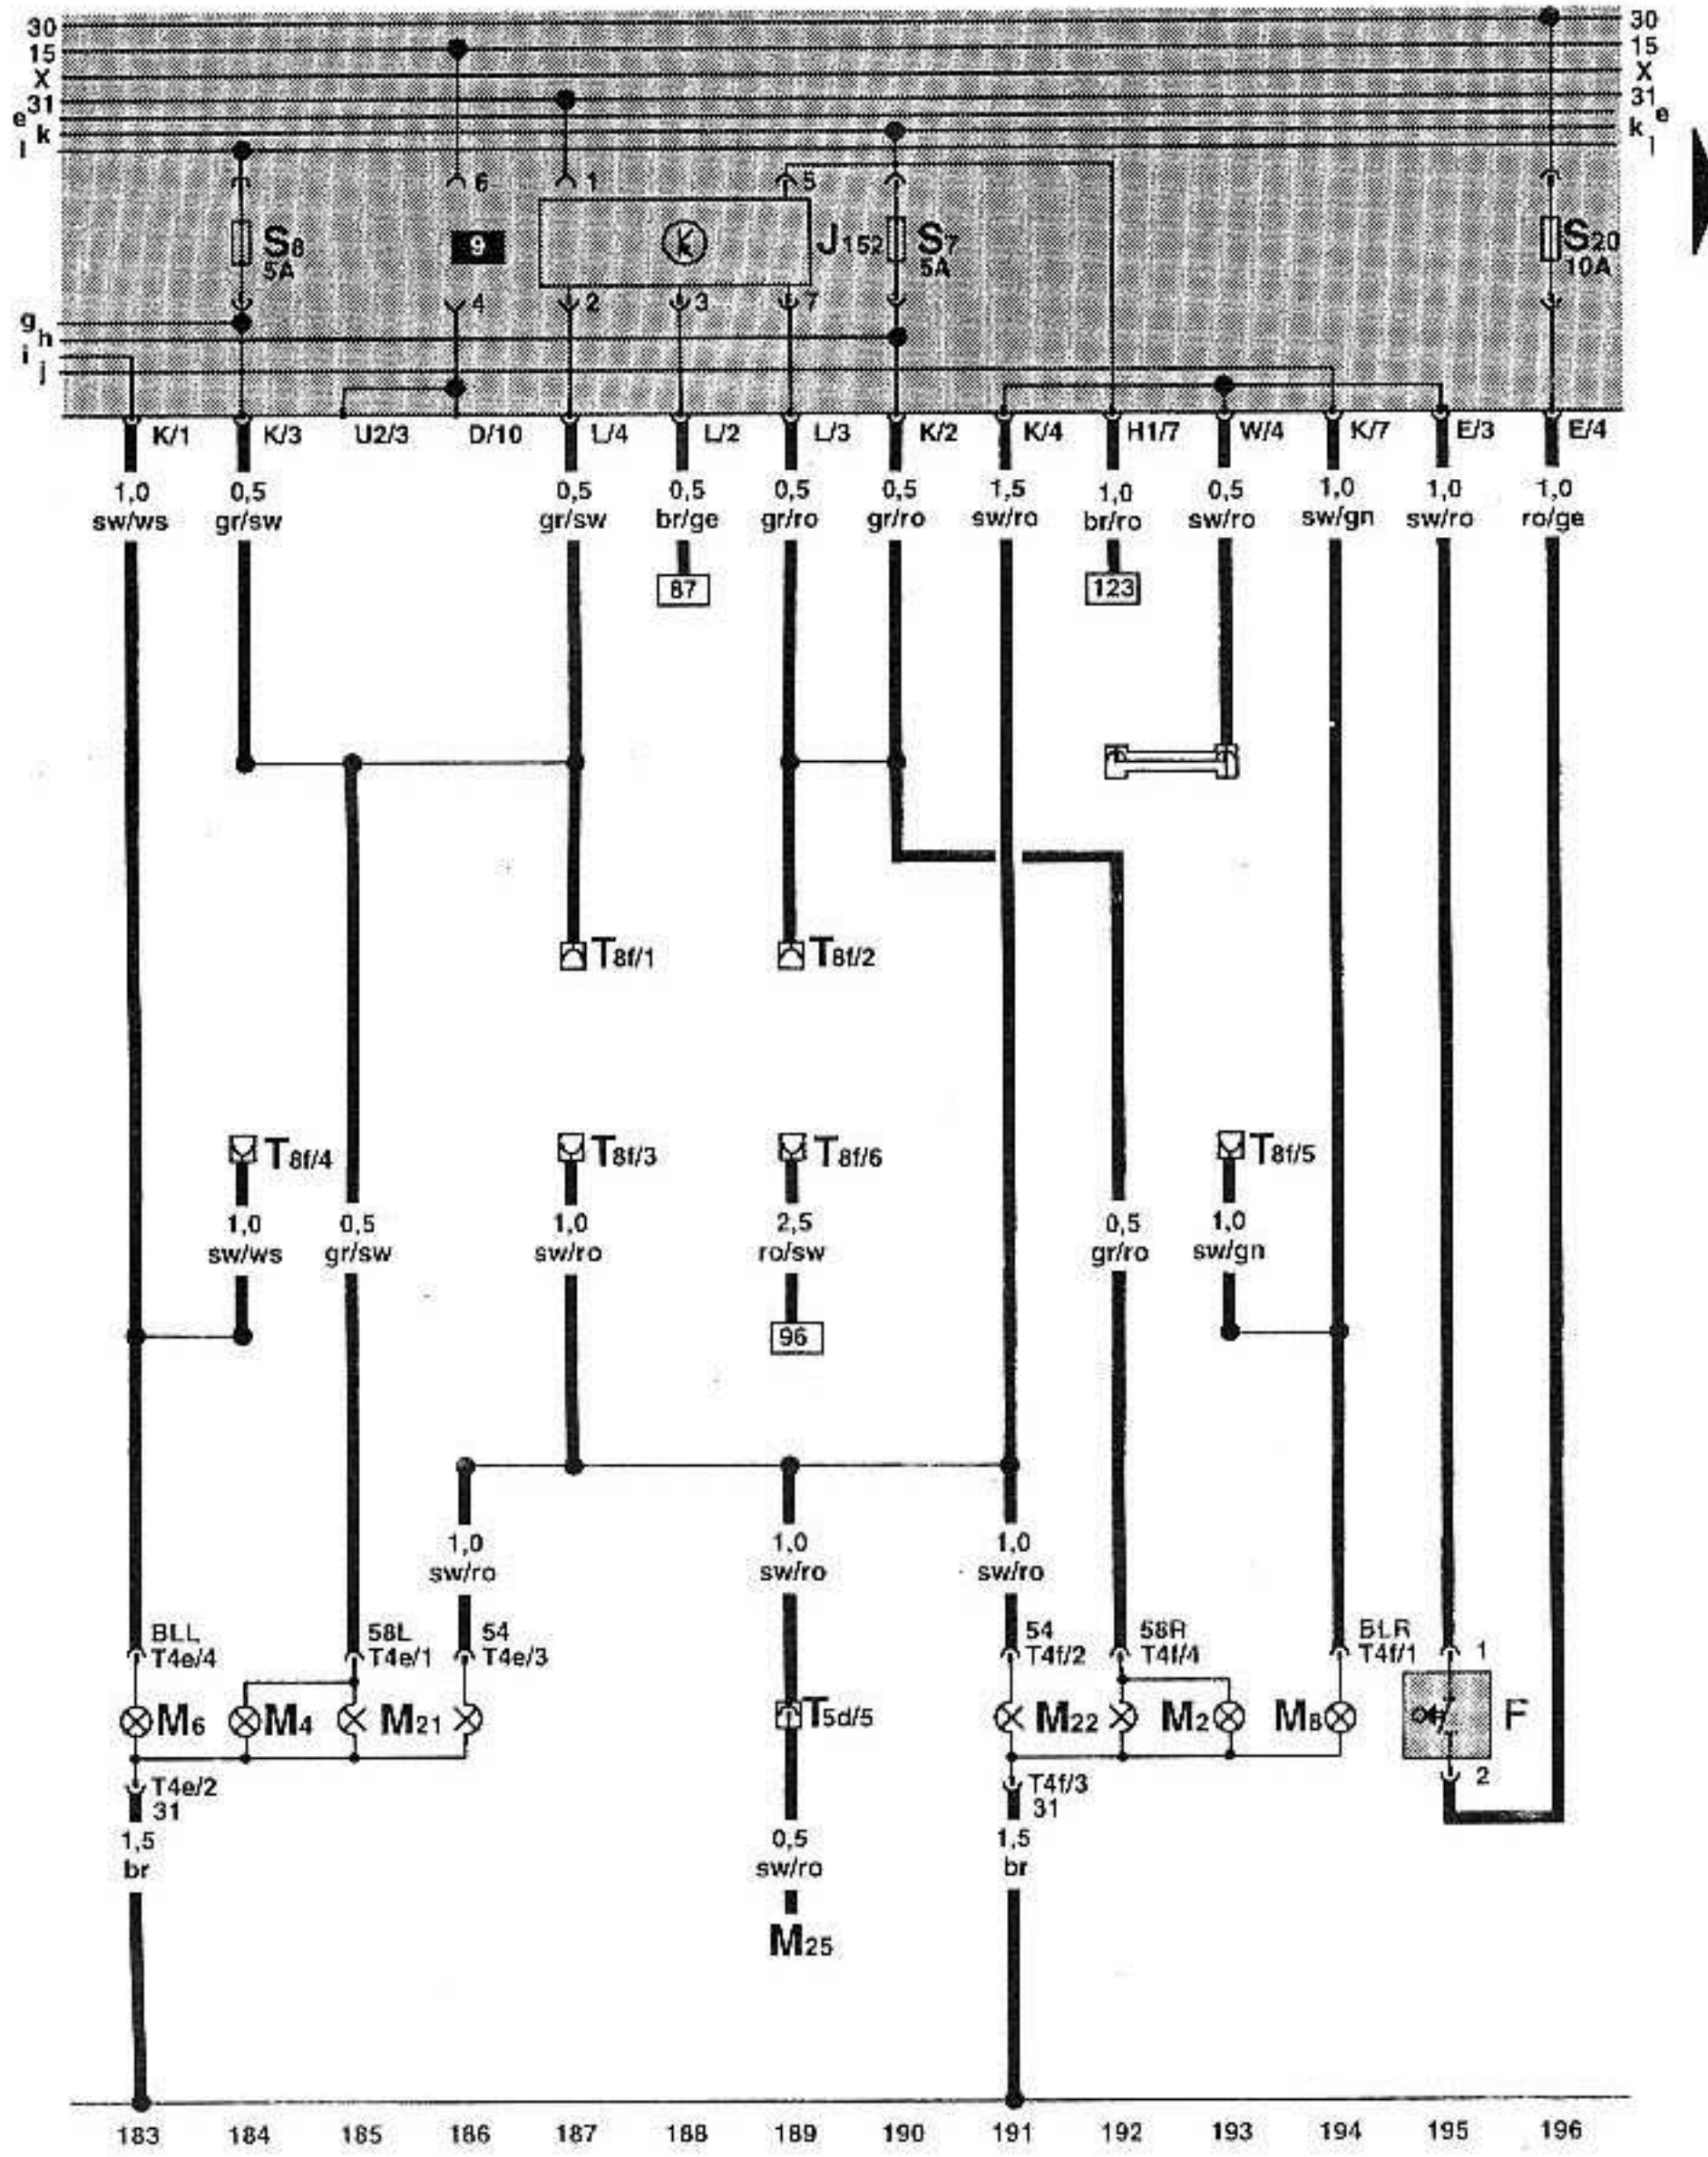 30 30
15 15
X X
31 31
e e
k k
l l
6 1 5
S8 5A
9
J152
S7 5A
S20 10A
4 2 3 7
g
h
i
j
K/1 K/3 U2/3 D/10 L/4 L/2 L/3 K/2 K/4 H1/7 W/4 K/7 E/3 E/4
1,0 0,5 0,5 0,5 0,5 0,5 1,5 1,0 0,5 1,0 1,0 1,0
sw/ws gr/sw gr/sw br/ge gr/ro gr/ro sw/ro br/ro sw/ro sw/gn sw/ro ro/ge
87 123
T8f/1 T8f/2
T8f/4 T8f/3 T8f/6 T8f/5
1,0 0,5 1,0 2,5 0,5 1,0
sw/ws gr/sw sw/ro ro/sw gr/ro sw/gn
96
1,0 1,0 1,0
sw/ro sw/ro sw/ro
BLL 58L 54 54 58R BLR
T4e/4 T4e/1 T4e/3 T4f/2 T4f/4 T4f/1 1
M6 M4 M21 T5d/5 M22 M2 M8 F
T4e/2 T4f/3 2
31 31
1,5 0,5 1,5
br sw/ro br
M25
183 184 185 186 187 188 189 190 191 192 193 194 195 196